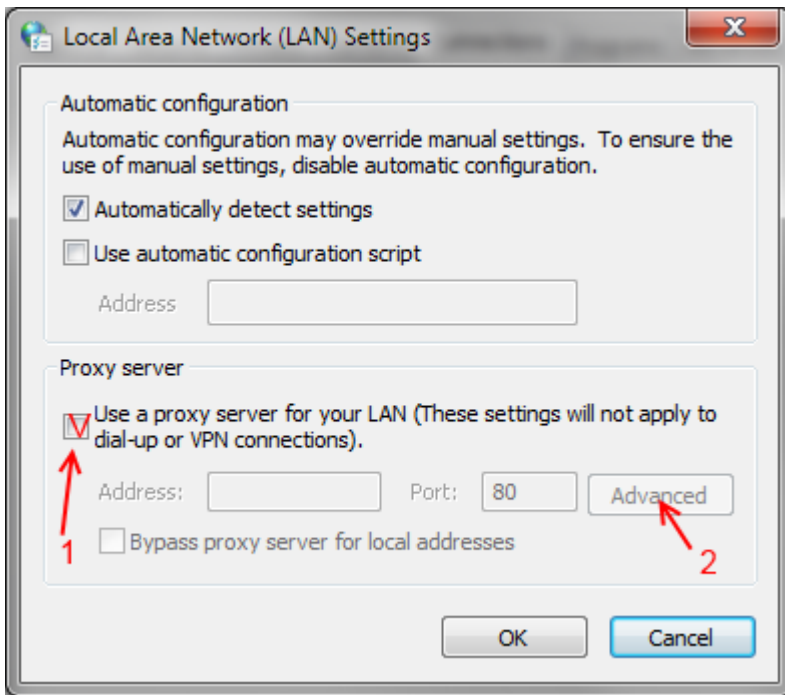 Local Area Network (LAN) Settings
Automatic configuration
Automatic configuration may override manual settings. To ensure the
use of manual settings, disable automatic configuration.
Automatically detect settings
Use automatic configuration script
Address
Proxy server
Use a proxy server for your LAN (These settings will not apply to
dial-up or VPN connections).
Address: Port: 80 Advanced
1 Bypass proxy server for local addresses 2
OK Cancel